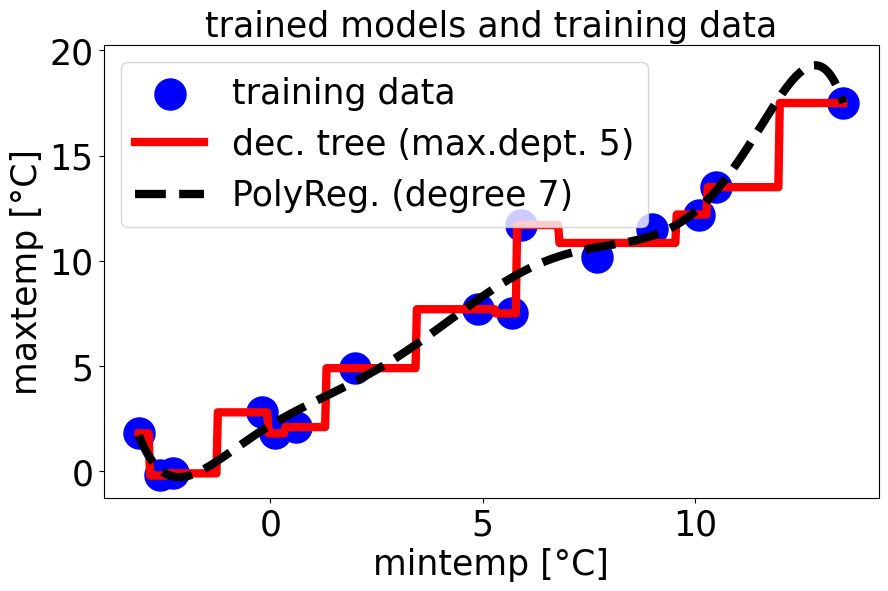 trained models and training data
20
15
10
5
0
maxtemp [°C]
training data
dec. tree (max.dept. 5)
PolyReg. (degree 7)
0 5 10
mintemp [°C]